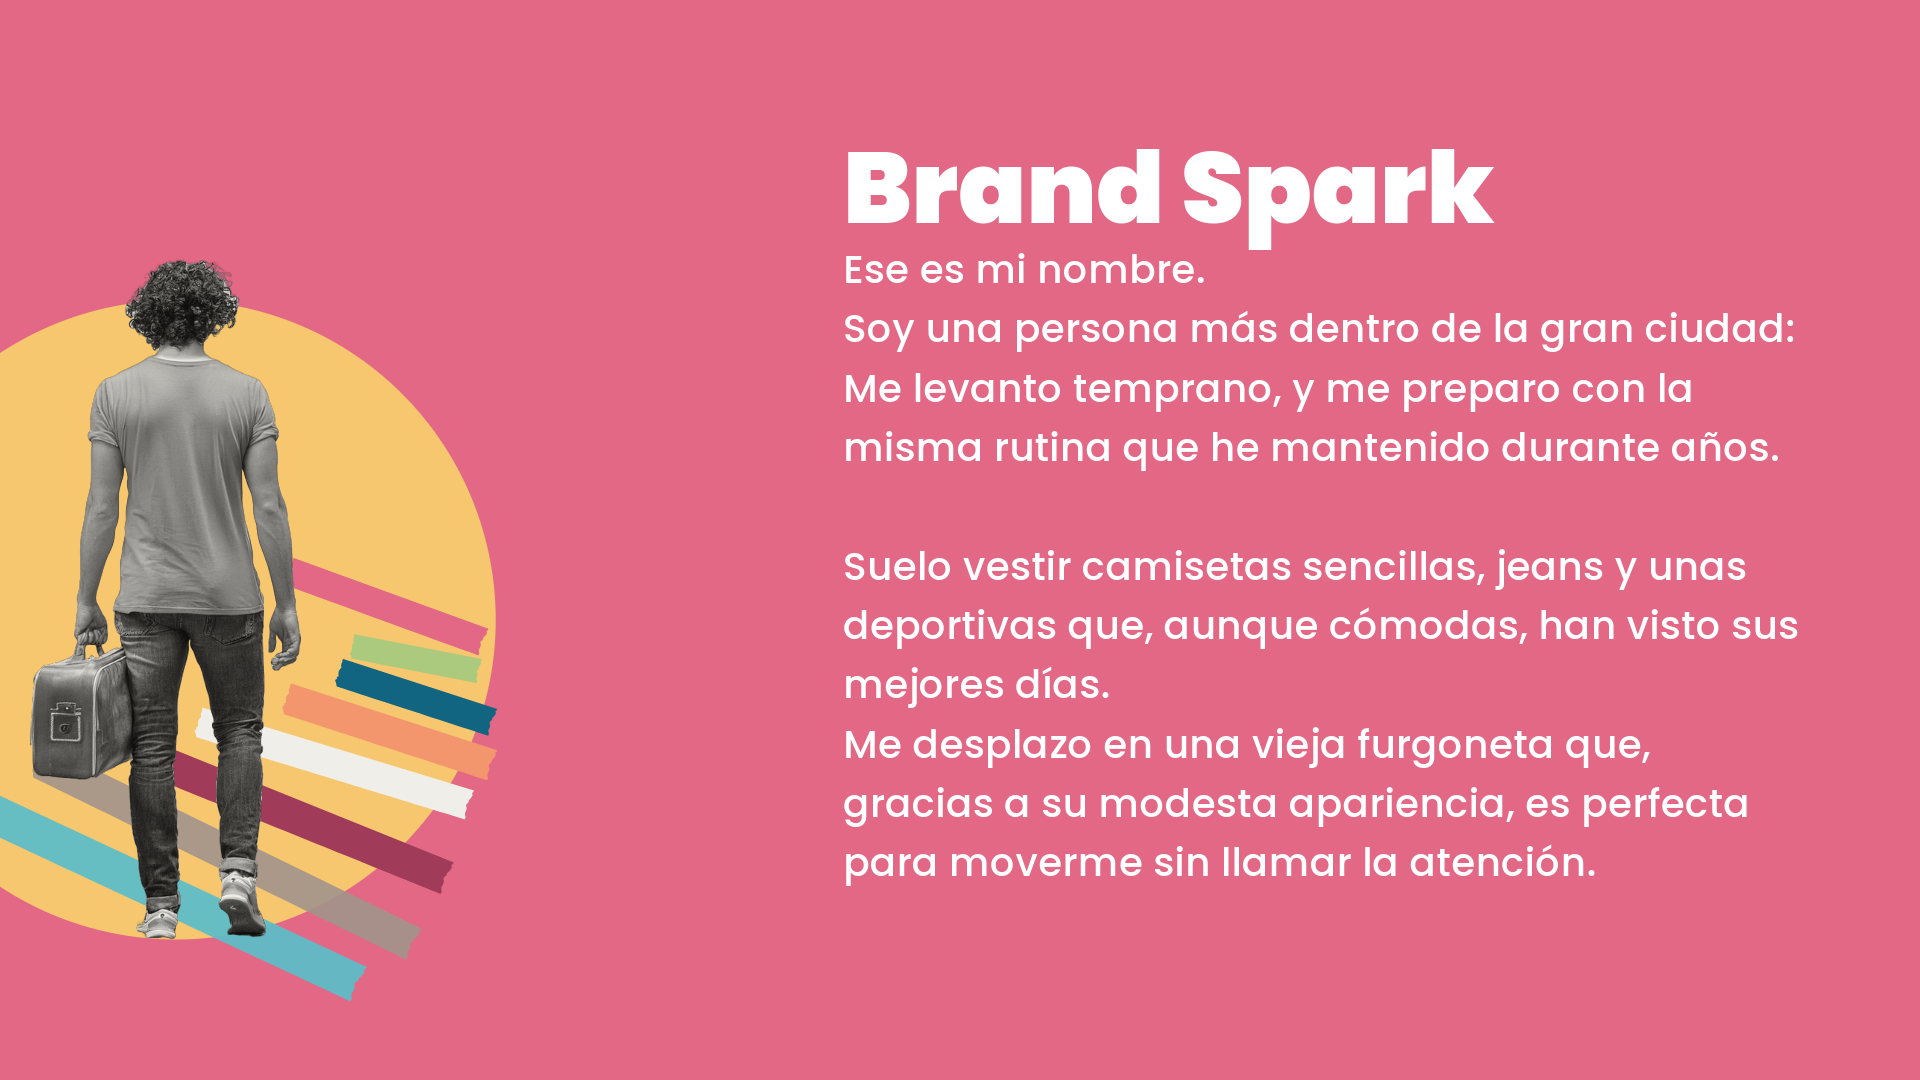 Brand Spark
Ese es mi nombre.
Soy una persona más dentro de la gran ciudad:
Me levanto temprano, y me preparo con la
misma rutina que he mantenido durante años.
Suelo vestir camisetas sencillas, jeans y unas
deportivas que, aunque cómodas, han visto sus
mejores días.
Me desplazo en una vieja furgoneta que,
gracias a su modesta apariencia, es perfecta
para moverme sin llamar la atención.